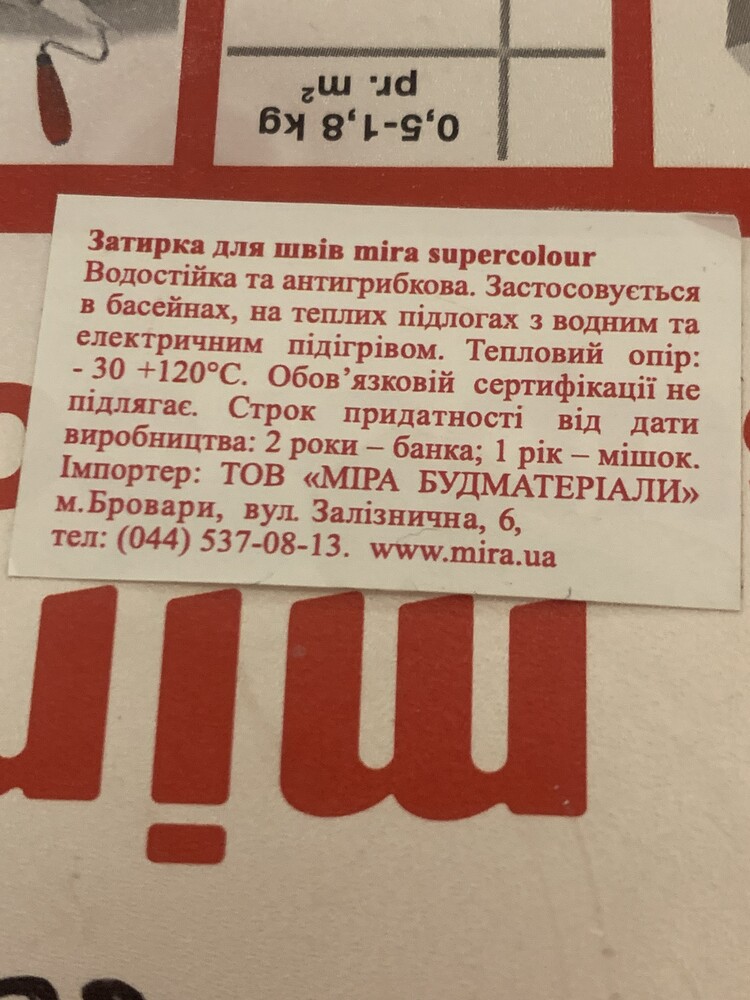 0,5-1,8 kg
pr. m²
Затирка для швів mira supercolour
Водостійка та антигрибкова. Застосовується
в басейнах, на теплих підлогах з водним та
електричним підігрівом. Тепловий опір:
- 30 +120°С. Обов’язковій сертифікації не
підлягає. Строк придатності від дати
виробництва: 2 роки – банка; 1 рік – мішок.
Імпортер: ТОВ «МІРА БУДМАТЕРІАЛИ»
м.Бровари, вул. Залізнична, 6,
тел: (044) 537-08-13. www.mira.ua